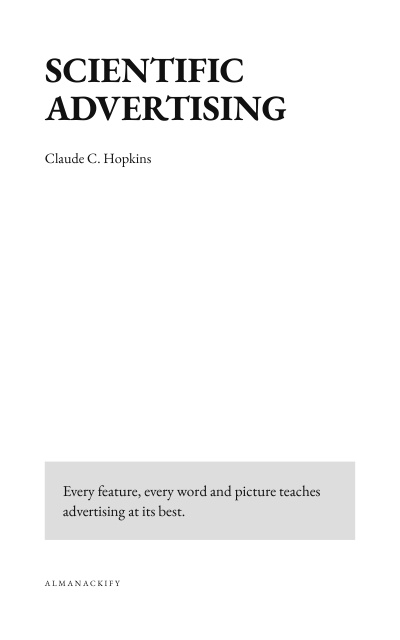 SCIENTIFIC
ADVERTISING
Claude C. Hopkins
Every feature, every word and picture teaches
advertising at its best.
ALMANACKIFY